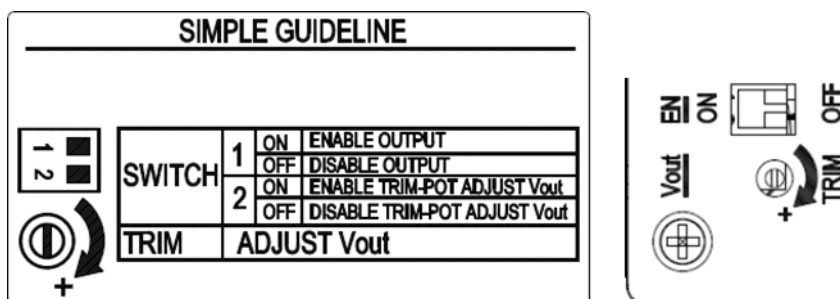 SIMPLE GUIDELINE
1
2
+
SWITCH
1
ON ENABLE OUTPUT
OFF DISABLE OUTPUT
2
ON ENABLE TRIM-POT ADJUST Vout
OFF DISABLE TRIM-POT ADJUST Vout
TRIM ADJUST Vout
EN
ON
OFF
Vout
TRIM
+